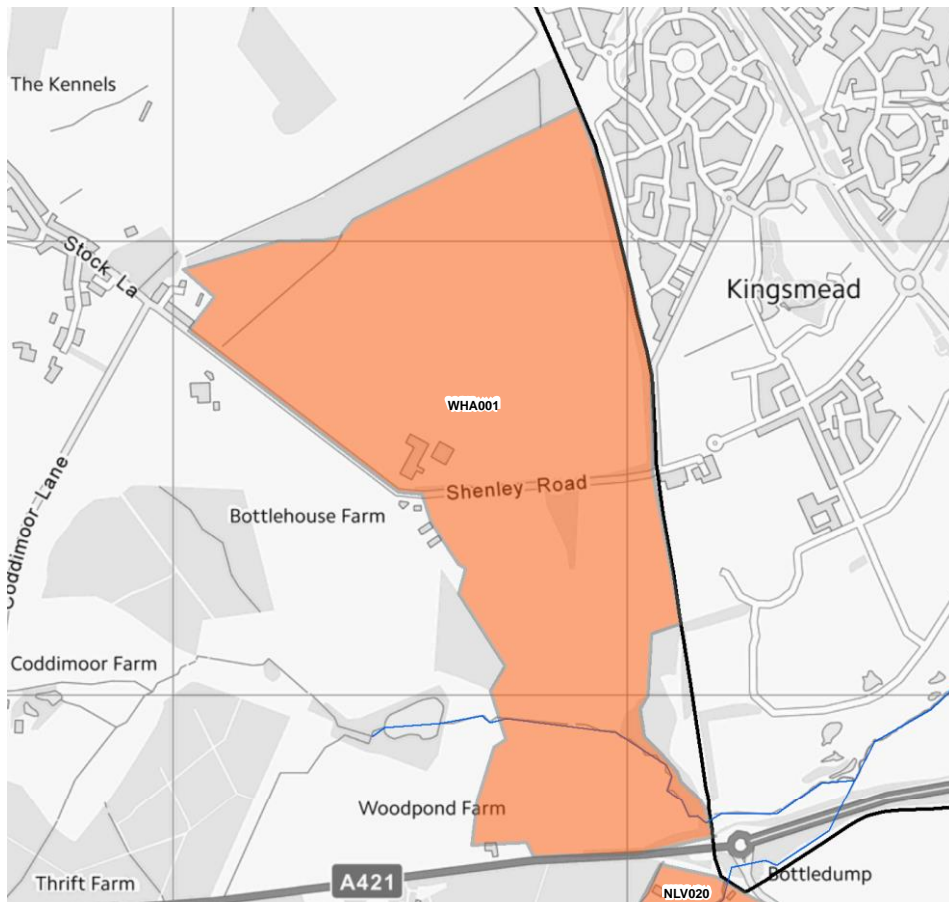 The Kennels
Stock La
Kingsmead
WHA001
Coddimoor Lane
Shenley Road
Bottlehouse Farm
Coddimoor Farm
Woodpond Farm
Thrift Farm
A421
Bottledump
NLV020